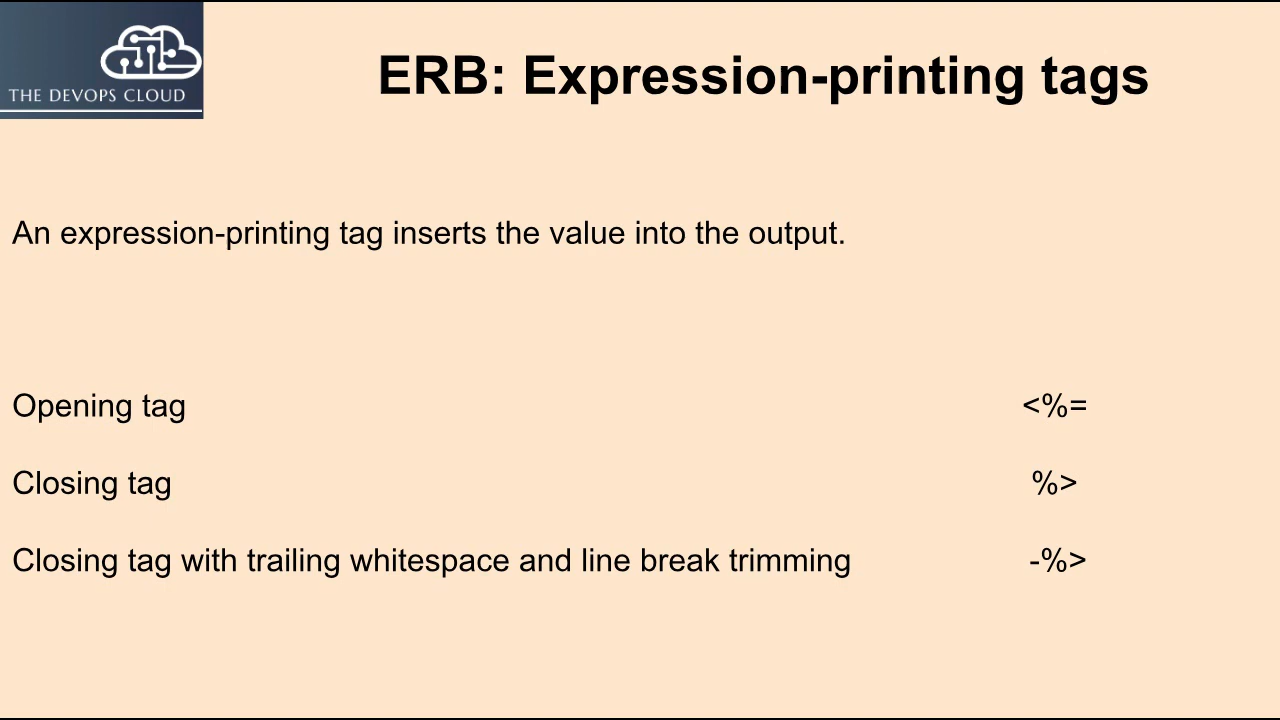 THE DEVOPS CLOUD
ERB: Expression-printing tags
An expression-printing tag inserts the value into the output.
Opening tag <%=
Closing tag %>
Closing tag with trailing whitespace and line break trimming -%>